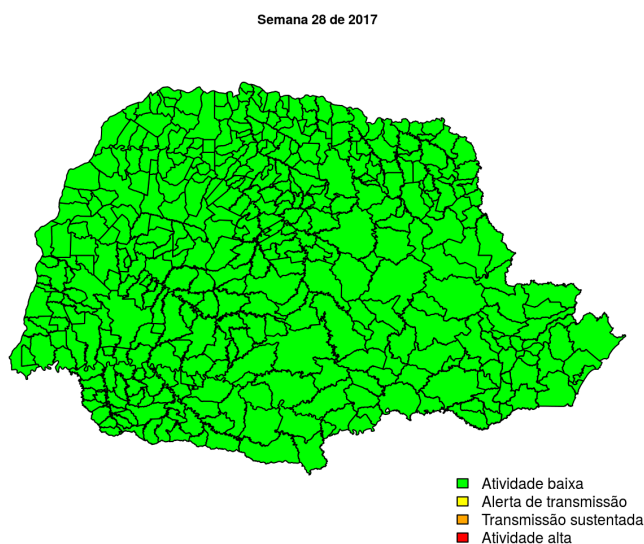 Semana 28 de 2017
Atividade baixa
Alerta de transmissão
Transmissão sustentada
Atividade alta